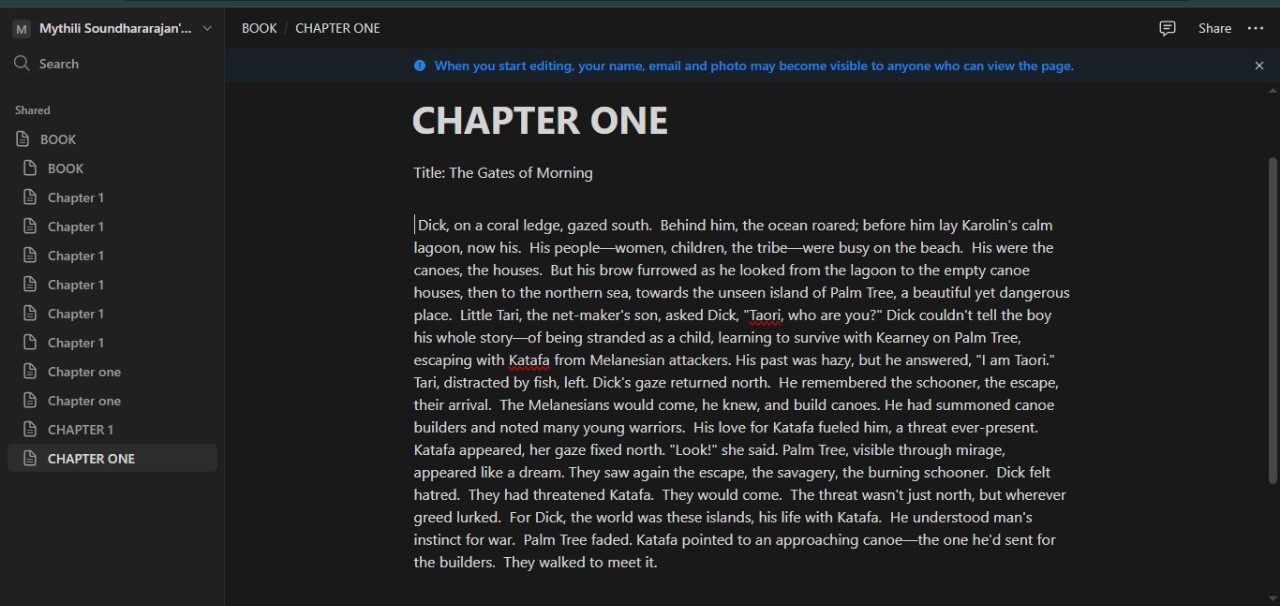 M Mythili Soundhararajan'...
Search
Shared
BOOK
BOOK
Chapter 1
Chapter 1
Chapter 1
Chapter 1
Chapter 1
Chapter 1
Chapter one
Chapter one
CHAPTER 1
CHAPTER ONE
BOOK / CHAPTER ONE
Share
When you start editing, your name, email and photo may become visible to anyone who can view the page.
CHAPTER ONE
Title: The Gates of Morning
Dick, on a coral ledge, gazed south.  Behind him, the ocean roared; before him lay Karolin's calm
lagoon, now his.  His people—women, children, the tribe—were busy on the beach.  His were the
canoes, the houses.  But his brow furrowed as he looked from the lagoon to the empty canoe
houses, then to the northern sea, towards the unseen island of Palm Tree, a beautiful yet dangerous
place.  Little Tari, the net-maker's son, asked Dick, "Taori, who are you?" Dick couldn't tell the boy
his whole story—of being stranded as a child, learning to survive with Kearney on Palm Tree,
escaping with Katafa from Melanesian attackers. His past was hazy, but he answered, "I am Taori."
Tari, distracted by fish, left. Dick's gaze returned north.  He remembered the schooner, the escape,
their arrival.  The Melanesians would come, he knew, and build canoes. He had summoned canoe
builders and noted many young warriors.  His love for Katafa fueled him, a threat ever-present.
Katafa appeared, her gaze fixed north. "Look!" she said. Palm Tree, visible through mirage,
appeared like a dream. They saw again the escape, the savagery, the burning schooner.  Dick felt
hatred.  They had threatened Katafa.  They would come.  The threat wasn't just north, but wherever
greed lurked.  For Dick, the world was these islands, his life with Katafa.  He understood man's
instinct for war.  Palm Tree faded. Katafa pointed to an approaching canoe—the one he'd sent for
the builders.  They walked to meet it.